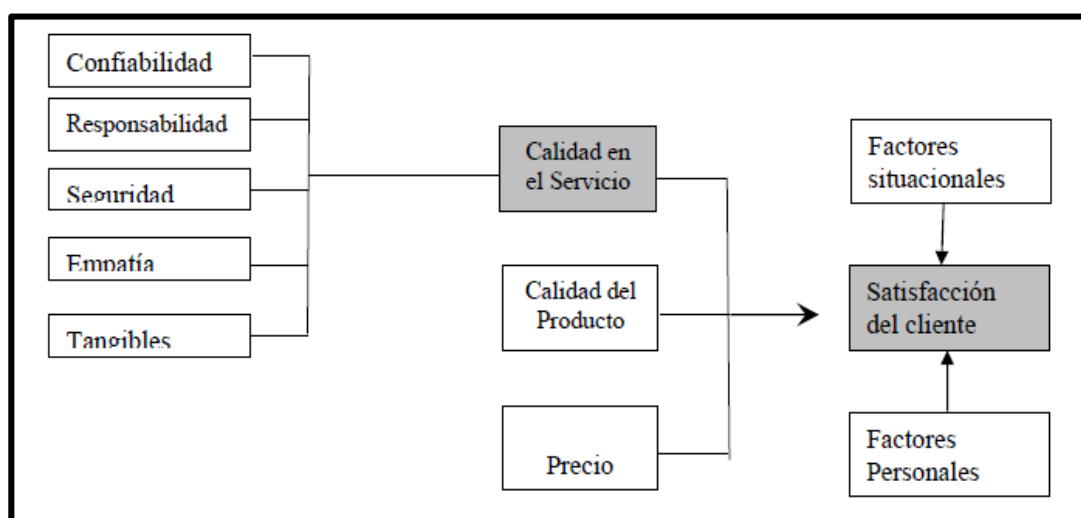 Confiabilidad
Responsabilidad
Seguridad
Empatía
Tangibles
Calidad en
el Servicio
Calidad del
Producto
Precio
Factores
situacionales
Satisfacción
del cliente
Factores
Personales